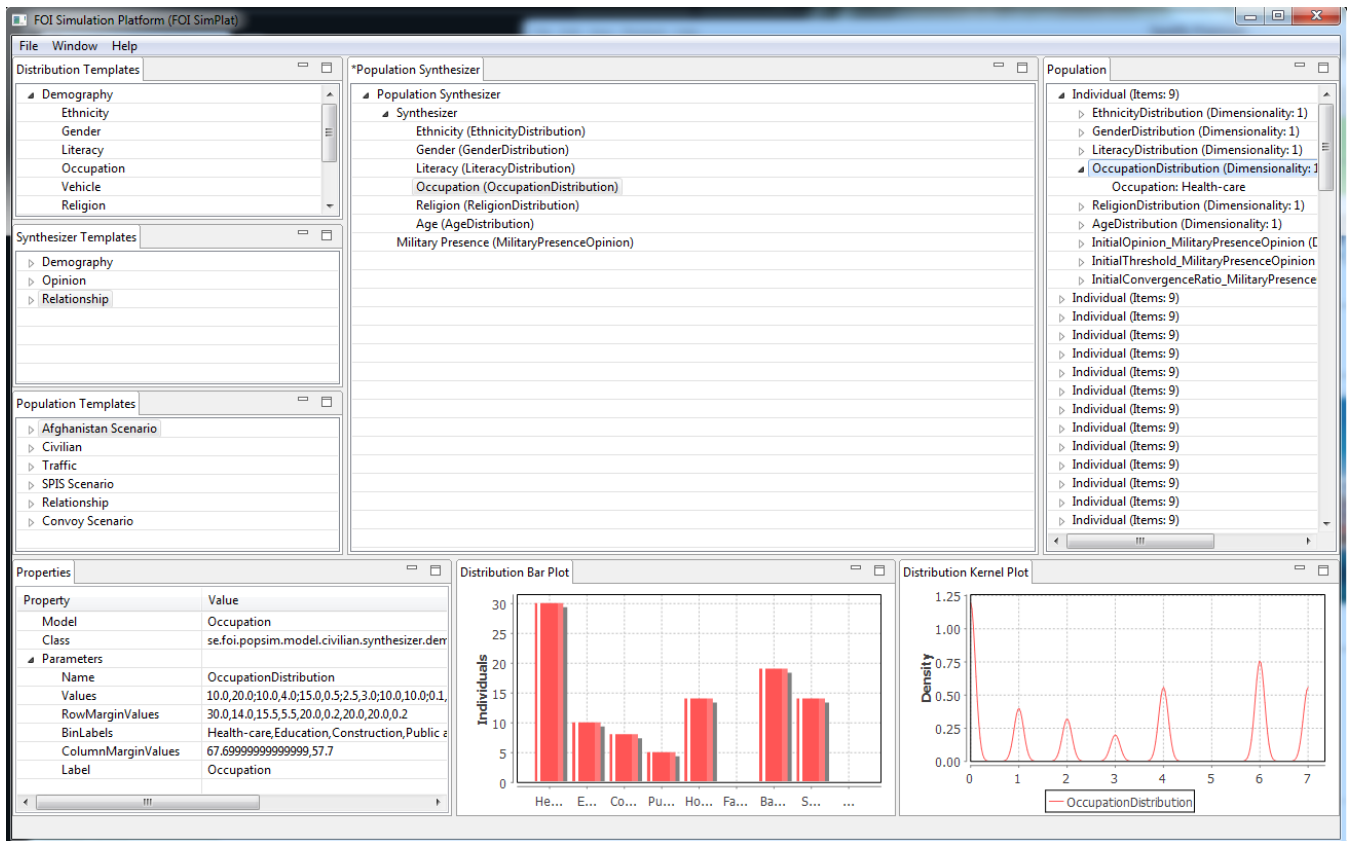 FOI Simulation Platform (FOI SimPlat)
File Window Help
Distribution Templates
Demography
Ethnicity
Gender
Literacy
Occupation
Vehicle
Religion
Synthesizer Templates
Demography
Opinion
Relationship
Population Templates
Afghanistan Scenario
Civilian
Traffic
SPIS Scenario
Relationship
Convoy Scenario
*Population Synthesizer
Population Synthesizer
Synthesizer
Ethnicity (EthnicityDistribution)
Gender (GenderDistribution)
Literacy (LiteracyDistribution)
Occupation (OccupationDistribution)
Religion (ReligionDistribution)
Age (AgeDistribution)
Military Presence (MilitaryPresenceOpinion)
Population
Individual (Items: 9)
EthnicityDistribution (Dimensionality: 1)
GenderDistribution (Dimensionality: 1)
LiteracyDistribution (Dimensionality: 1)
OccupationDistribution (Dimensionality: 1
Occupation: Health-care
ReligionDistribution (Dimensionality: 1)
AgeDistribution (Dimensionality: 1)
InitialOpinion_MilitaryPresenceOpinion (D
InitialThreshold_MilitaryPresenceOpinion
InitialConvergenceRatio_MilitaryPresence
Individual (Items: 9)
Individual (Items: 9)
Individual (Items: 9)
Individual (Items: 9)
Individual (Items: 9)
Individual (Items: 9)
Individual (Items: 9)
Individual (Items: 9)
Individual (Items: 9)
Individual (Items: 9)
Individual (Items: 9)
Individual (Items: 9)
Individual (Items: 9)
Properties
Property Value
Model Occupation
Class se.foi.popsim.model.civilian.synthesizer.dem
Parameters
Name OccupationDistribution
Values 10.0,20.0;10.0,4.0;15.0,0.5;2.5,3.0;10.0,10.0;0.1,
RowMarginValues 30.0,14.0,15.5,5.5,20.0,0.2,20.0,20.0,0.2
BinLabels Health-care,Education,Construction,Public a
ColumnMarginValues 67.69999999999999,57.7
Label Occupation
Distribution Bar Plot
30
25
20
15
10
5
0
Individuals
He... E... Co... Pu... Ho... Fa... Ba... S... ...
Distribution Kernel Plot
1.25
1.00
0.75
0.50
0.25
0.00
Density
0 1 2 3 4 5 6 7
OccupationDistribution